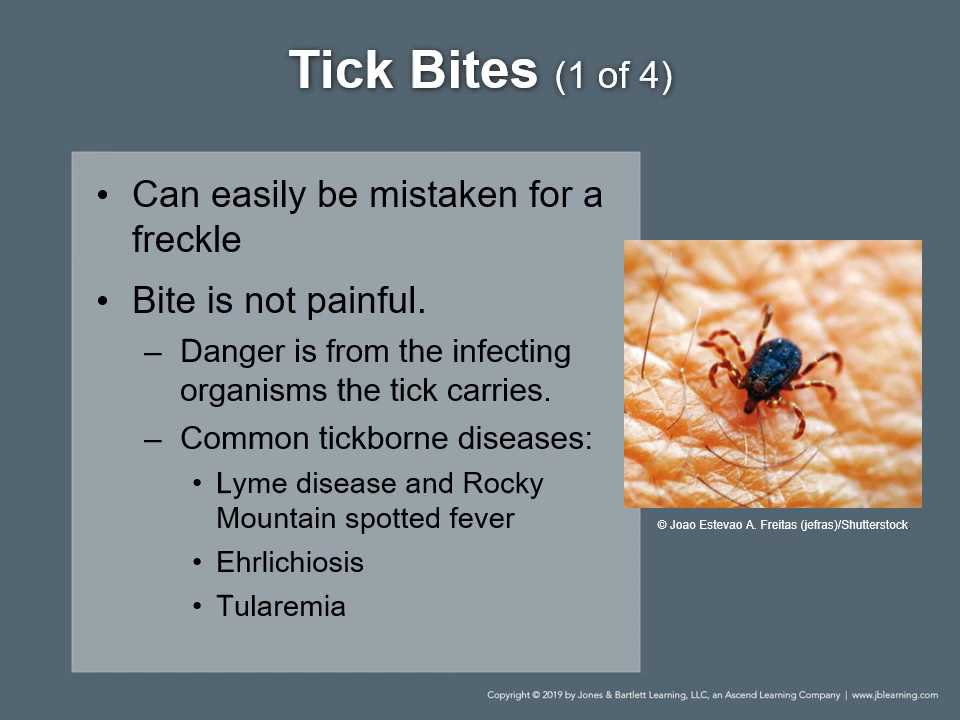 Tick Bites (1 of 4)
• Can easily be mistaken for a
freckle
• Bite is not painful.
– Danger is from the infecting
organisms the tick carries.
– Common tickborne diseases:
• Lyme disease and Rocky
Mountain spotted fever
• Ehrlichiosis
• Tularemia
© Joao Estevao A. Freitas (jefras)/Shutterstock
Copyright © 2019 by Jones & Bartlett Learning, LLC, an Ascend Learning Company | www.jblearning.com